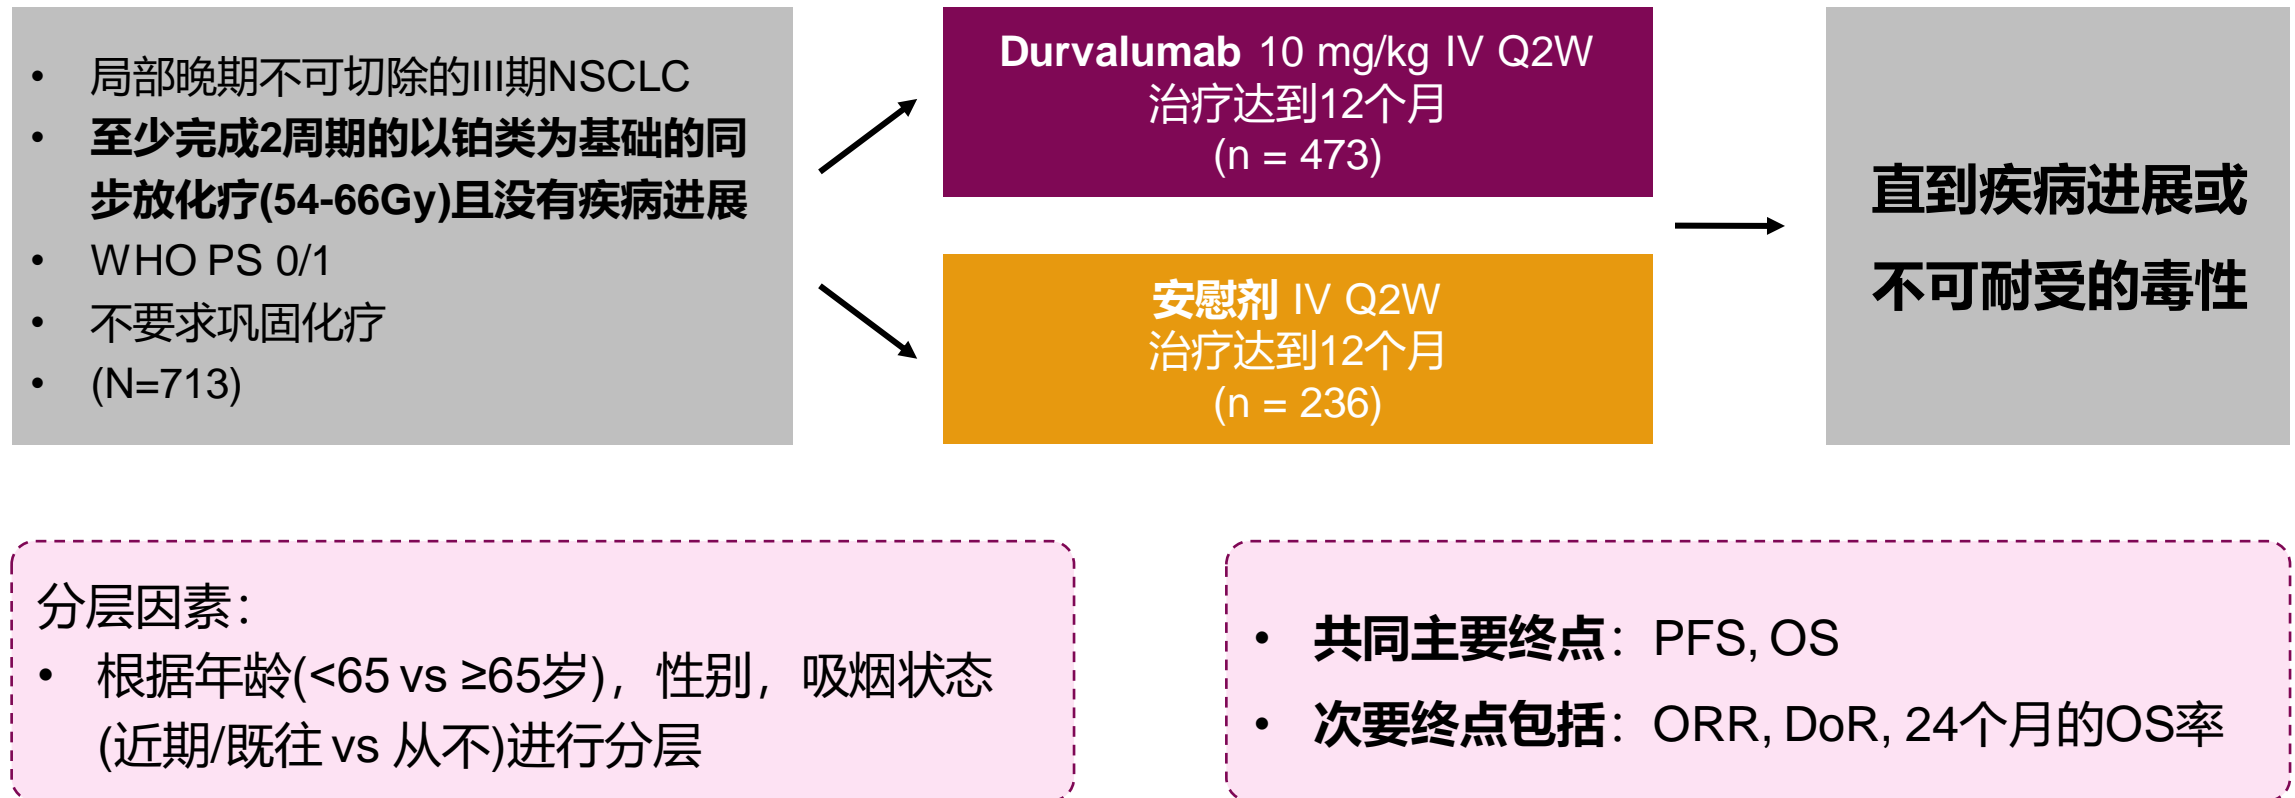 • 局部晚期不可切除的III期NSCLC
• 至少完成2周期的以铂类为基础的同
步放化疗(54-66Gy)且没有疾病进展
• WHO PS 0/1
• 不要求巩固化疗
• (N=713)
Durvalumab 10 mg/kg IV Q2W
治疗达到12个月
(n = 473)
安慰剂 IV Q2W
治疗达到12个月
(n = 236)
直到疾病进展或
不可耐受的毒性
分层因素：
• 根据年龄(<65 vs ≥65岁)，性别，吸烟状态
(近期/既往 vs 从不)进行分层
• 共同主要终点：PFS, OS
• 次要终点包括：ORR, DoR, 24个月的OS率